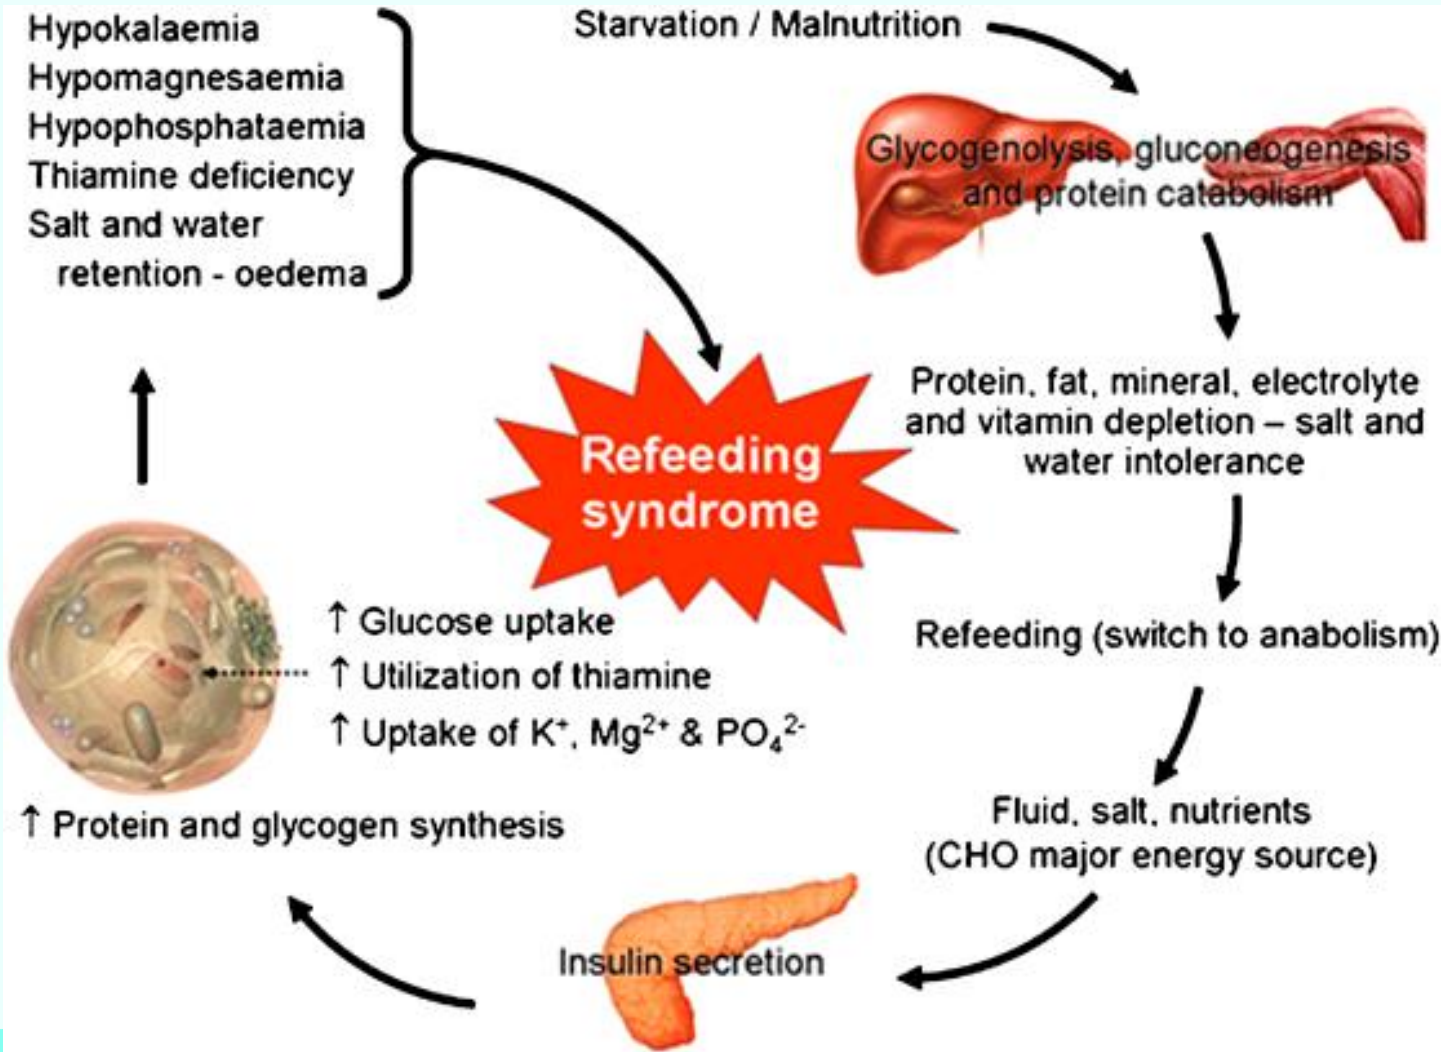 Hypokalaemia
Hypomagnesaemia
Hypophosphataemia
Thiamine deficiency
Salt and water
retention - oedema
Starvation / Malnutrition
Glycogenolysis, gluconeogenesis
and protein catabolism
Protein, fat, mineral, electrolyte
and vitamin depletion – salt and
water intolerance
Refeeding (switch to anabolism)
Fluid, salt, nutrients
(CHO major energy source)
Insulin secretion
↑ Protein and glycogen synthesis
↑ Glucose uptake
↑ Utilization of thiamine
↑ Uptake of K⁺, Mg²⁺ & PO₄²⁻
Refeeding
syndrome